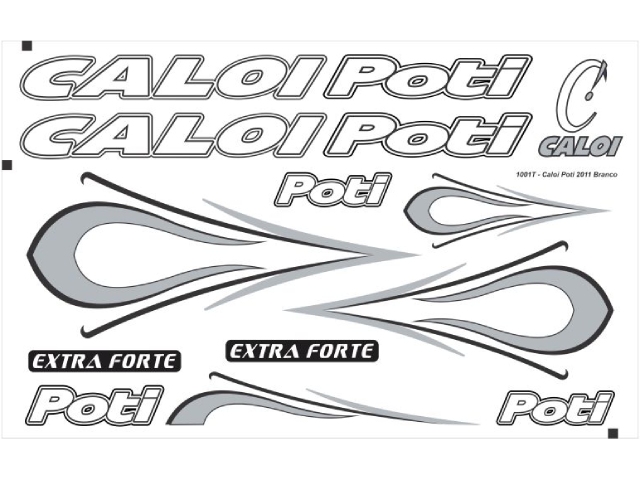 CALOI Poti
CALOI Poti
CALOI
1001T - Caloi Poti 2011 Branco
Poti
EXTRA FORTE
EXTRA FORTE
Poti
Poti